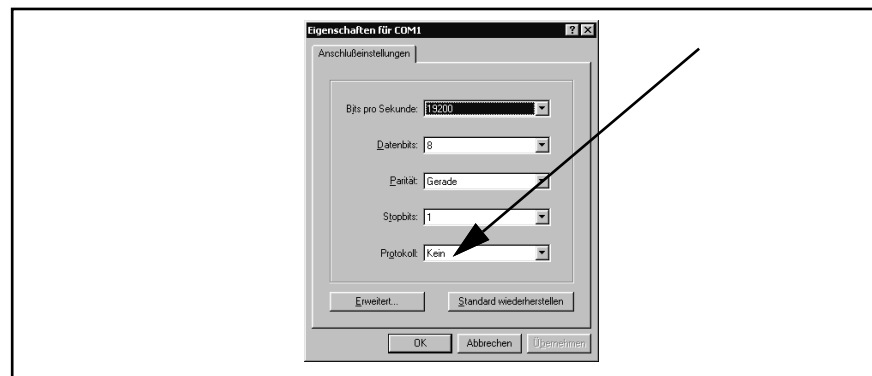 Eigenschaften für COM1
Anschlußeinstellungen
Bits pro Sekunde: 19200
Datenbits: 8
Parität: Gerade
Stopbits: 1
Protokoll: Kein
Erweitert... Standard wiederherstellen
OK Abbrechen Übernehmen